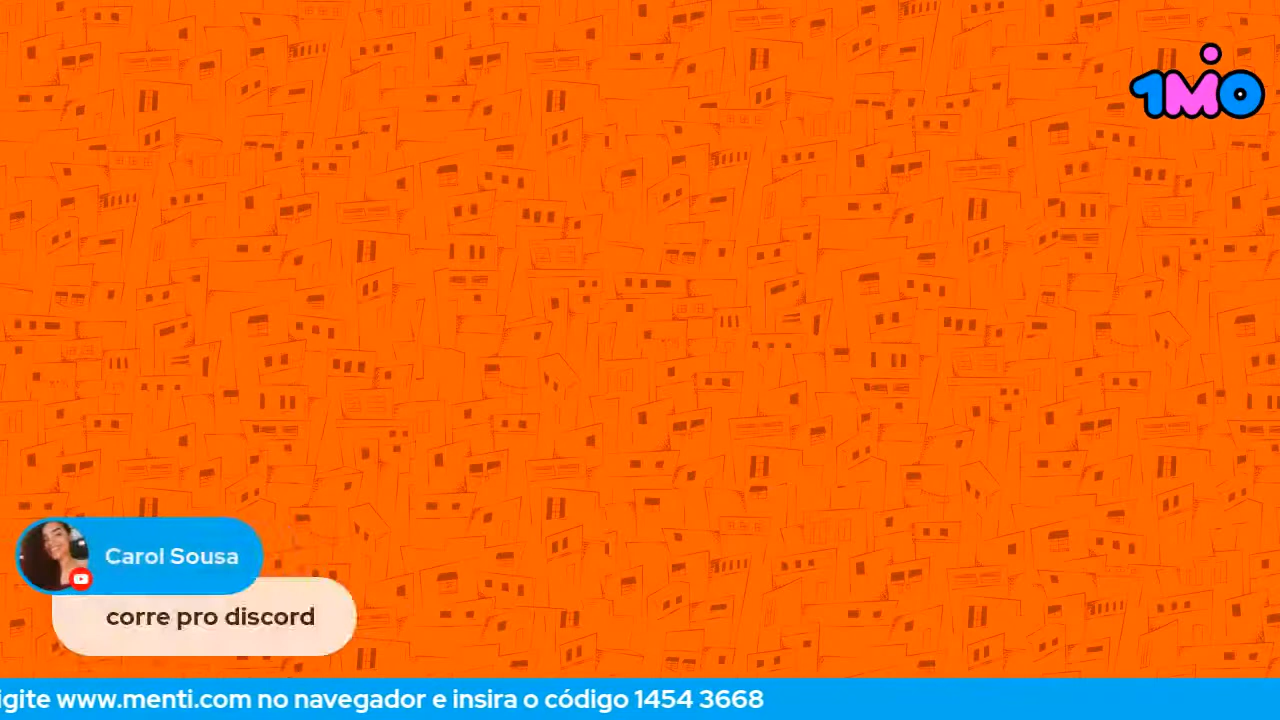 1MiO
Carol Sousa
corre pro discord
igite www.menti.com no navegador e insira o código 1454 3668